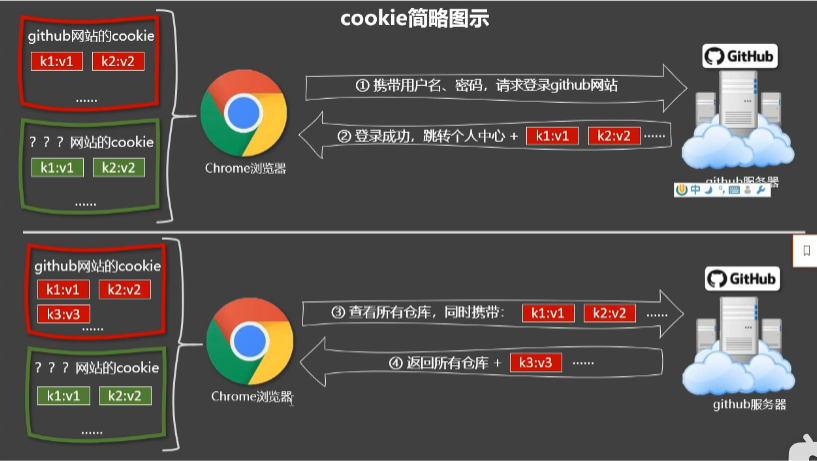 cookie简略图示
github网站的cookie
k1:v1 k2:v2
......
？？？网站的cookie
k1:v1 k2:v2
......
Chrome浏览器
① 携带用户名、密码，请求登录github网站
② 登录成功，跳转个人中心 + k1:v1 k2:v2 ......
GitHub
github服务器
中
github网站的cookie
k1:v1 k2:v2
k3:v3
......
？？？网站的cookie
k1:v1 k2:v2
......
Chrome浏览器
③ 查看所有仓库，同时携带： k1:v1 k2:v2 ......
④ 返回所有仓库 + k3:v3 ......
GitHub
github服务器